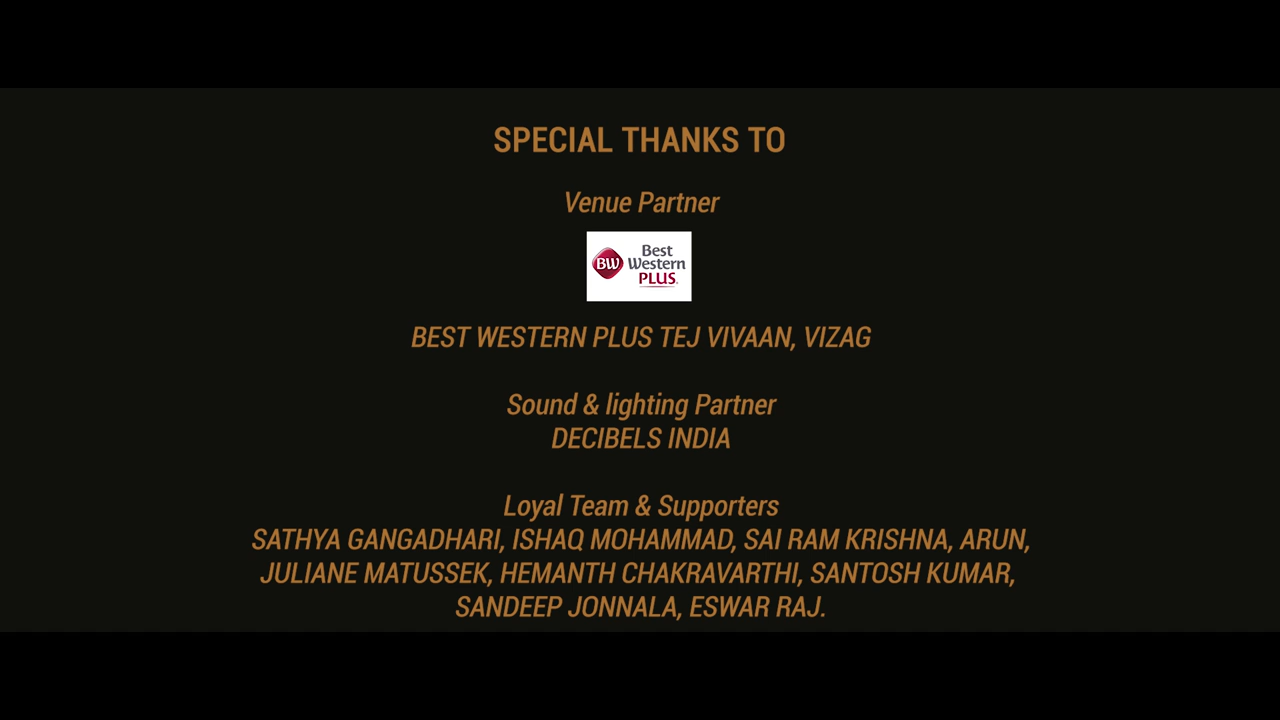 SPECIAL THANKS TO
Venue Partner
BW
Best
Western
PLUS.
BEST WESTERN PLUS TEJ VIVAAN, VIZAG
Sound & lighting Partner
DECIBELS INDIA
Loyal Team & Supporters
SATHYA GANGADHARI, ISHAQ MOHAMMAD, SAI RAM KRISHNA, ARUN,
JULIANE MATUSSEK, HEMANTH CHAKRAVARTHI, SANTOSH KUMAR,
SANDEEP JONNALA, ESWAR RAJ.